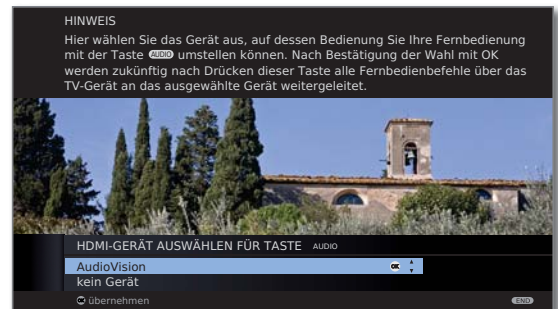 HINWEIS
Hier wählen Sie das Gerät aus, auf dessen Bedienung Sie Ihre Fernbedienung
mit der Taste AUDIO umstellen können. Nach Bestätigung der Wahl mit OK
werden zukünftig nach Drücken dieser Taste alle Fernbedienbefehle über das
TV-Gerät an das ausgewählte Gerät weitergeleitet.
HDMI-GERÄT AUSWÄHLEN FÜR TASTE AUDIO
AudioVision OK
kein Gerät
OK übernehmen END